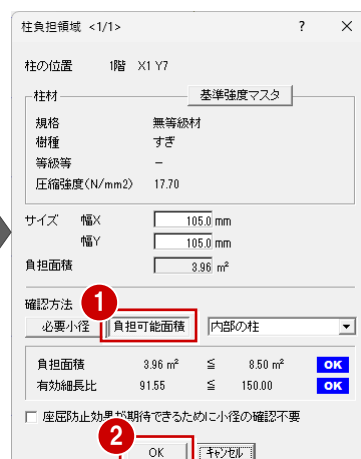 柱負担領域 <1/1>
柱の位置 1階 X1 Y7
柱材
基準強度マスタ
規格 無等級材
樹種 すぎ
等級等 －
圧縮強度(N/mm2) 17.70
サイズ 幅X 105.0 mm
幅Y 105.0 mm
負担面積 3.96 m²
確認方法
1
必要小径 負担可能面積 内部の柱
負担面積 3.96 m² ≦ 8.50 m² OK
有効細長比 91.55 ≦ 150.00 OK
座屈防止効果が期待できるために小径の確認不要
2
OK キャンセル